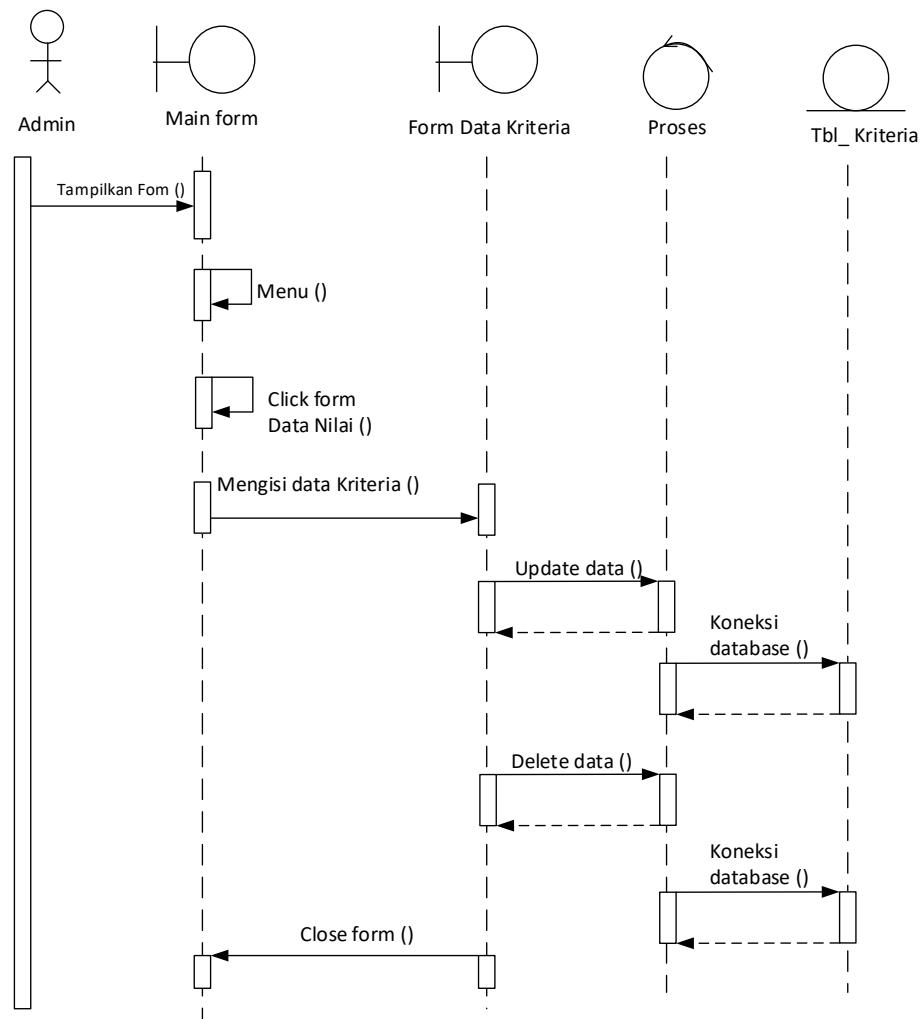 Admin
Main form
Form Data Kriteria
Proses
Tbl_ Kriteria
Tampilkan Fom ()
Menu ()
Click form
Data Nilai ()
Mengisi data Kriteria ()
Update data ()
Koneksi
database ()
Delete data ()
Koneksi
database ()
Close form ()